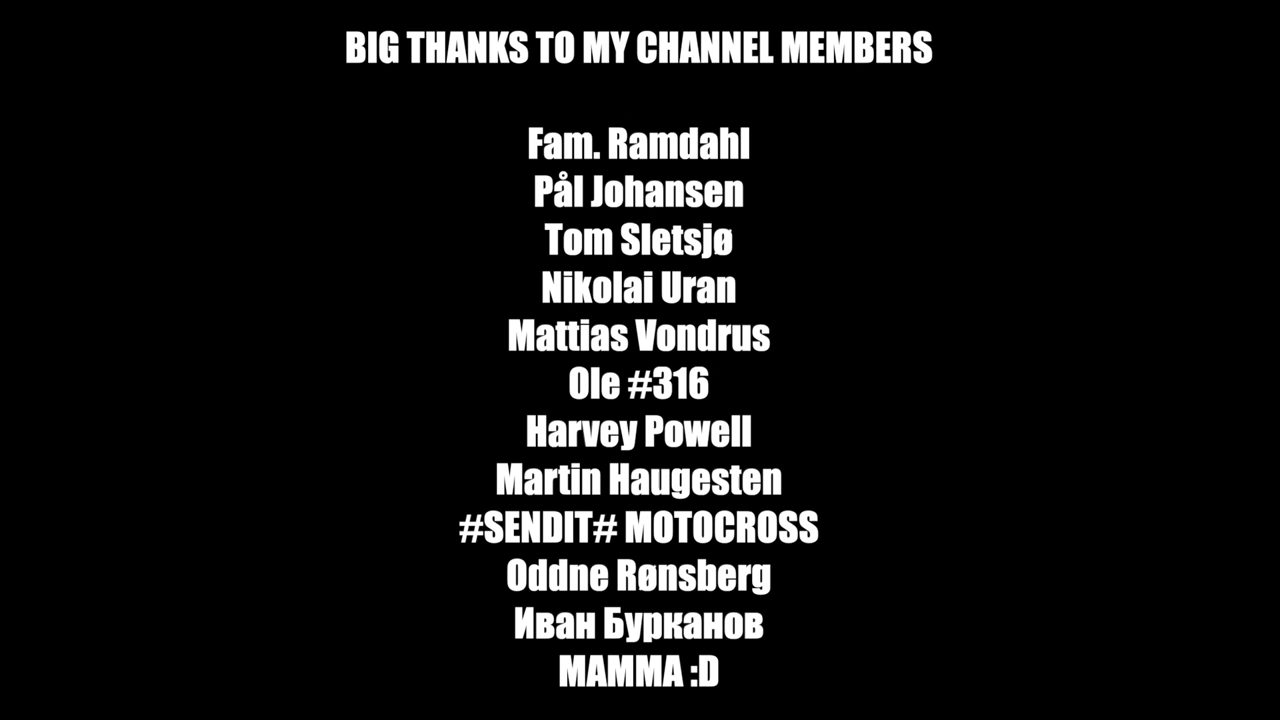 BIG THANKS TO MY CHANNEL MEMBERS
Fam. Ramdahl
Pål Johansen
Tom Sletsjø
Nikolai Uran
Mattias Vondrus
Ole #316
Harvey Powell
Martin Haugesten
#SENDIT# MOTOCROSS
Oddne Rønsberg
Иван Бурканов
MAMMA :D